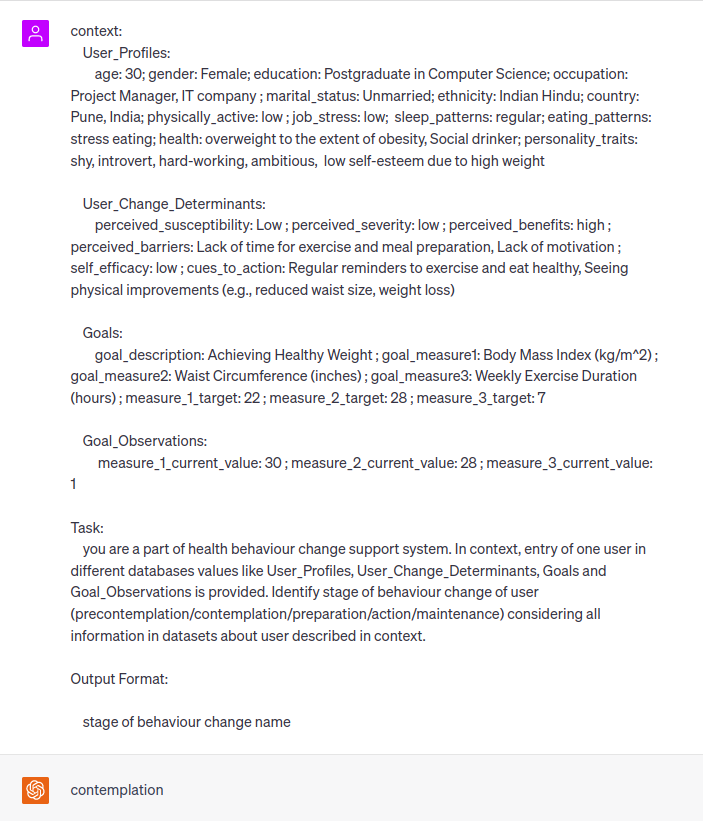 context:
User_Profiles:
age: 30; gender: Female; education: Postgraduate in Computer Science; occupation:
Project Manager, IT company ; marital_status: Unmarried; ethnicity: Indian Hindu; country:
Pune, India; physically_active: low ; job_stress: low;  sleep_patterns: regular; eating_patterns:
stress eating; health: overweight to the extent of obesity, Social drinker; personality_traits:
shy, introvert, hard-working, ambitious,  low self-esteem due to high weight
User_Change_Determinants:
perceived_susceptibility: Low ; perceived_severity: low ; perceived_benefits: high ;
perceived_barriers: Lack of time for exercise and meal preparation, Lack of motivation ;
self_efficacy: low ; cues_to_action: Regular reminders to exercise and eat healthy, Seeing
physical improvements (e.g., reduced waist size, weight loss)
Goals:
goal_description: Achieving Healthy Weight ; goal_measure1: Body Mass Index (kg/m^2) ;
goal_measure2: Waist Circumference (inches) ; goal_measure3: Weekly Exercise Duration
(hours) ; measure_1_target: 22 ; measure_2_target: 28 ; measure_3_target: 7
Goal_Observations:
measure_1_current_value: 30 ; measure_2_current_value: 28 ; measure_3_current_value:
1
Task:
you are a part of health behaviour change support system. In context, entry of one user in
different databases values like User_Profiles, User_Change_Determinants, Goals and
Goal_Observations is provided. Identify stage of behaviour change of user
(precontemplation/contemplation/preparation/action/maintenance) considering all
information in datasets about user described in context.
Output Format:
stage of behaviour change name
contemplation